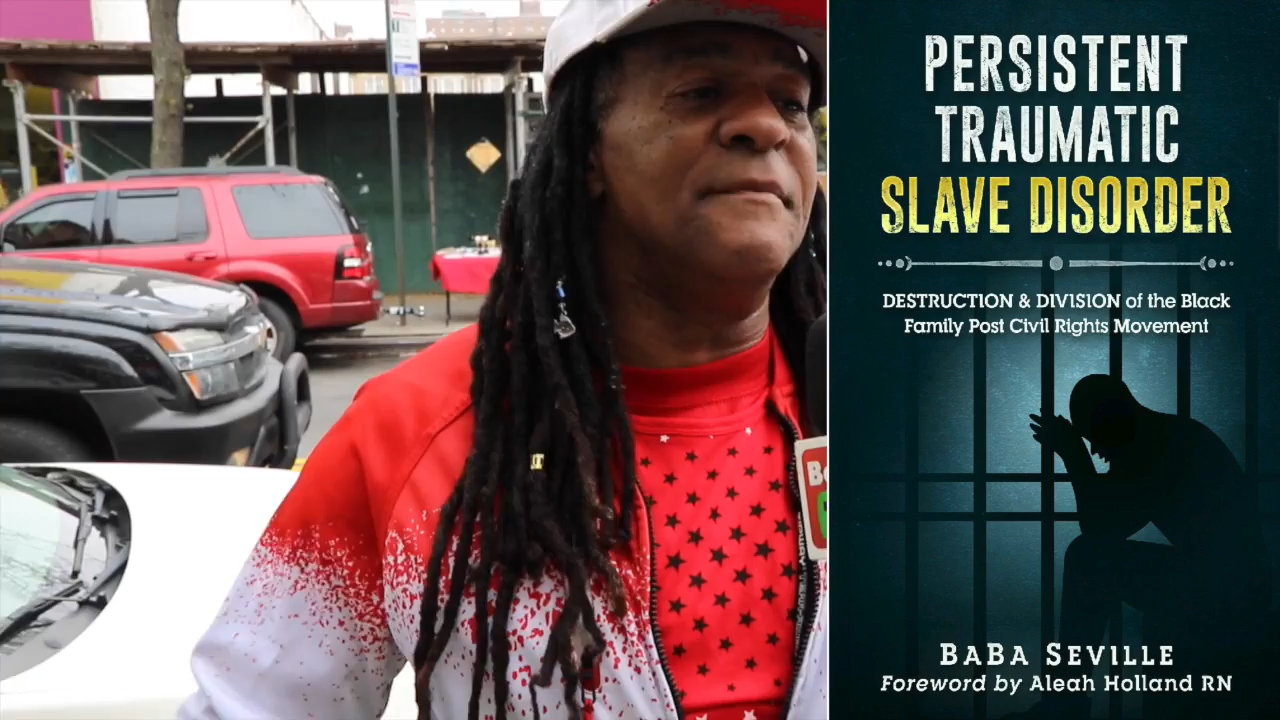 PERSISTENT
TRAUMATIC
SLAVE DISORDER
DESTRUCTION & DIVISION of the Black
Family Post Civil Rights Movement
BABA SEVILLE
Foreword by Aleah Holland RN